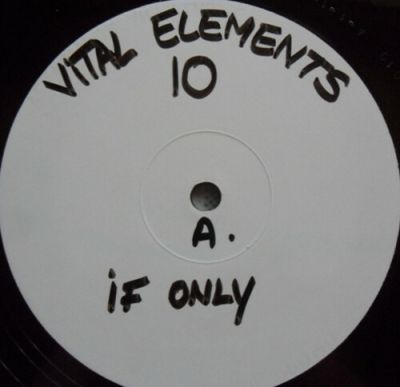 ViTAL ELEMENTS
10
A.
iF ONLY